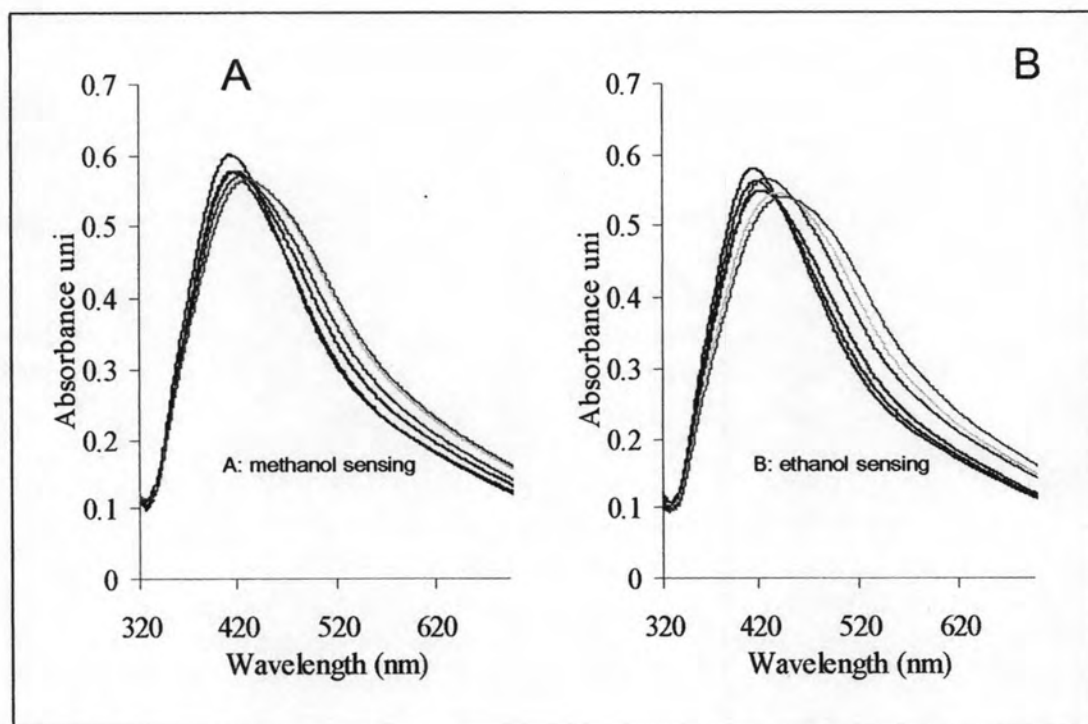 A
0.7
0.6
0.5
0.4
0.3
0.2
0.1
0
Absorbance uni
A: methanol sensing
320 420 520 620
Wavelength (nm)
B
0.7
0.6
0.5
0.4
0.3
0.2
0.1
0
Absorbance uni
B: ethanol sensing
320 420 520 620
Wavelength (nm)